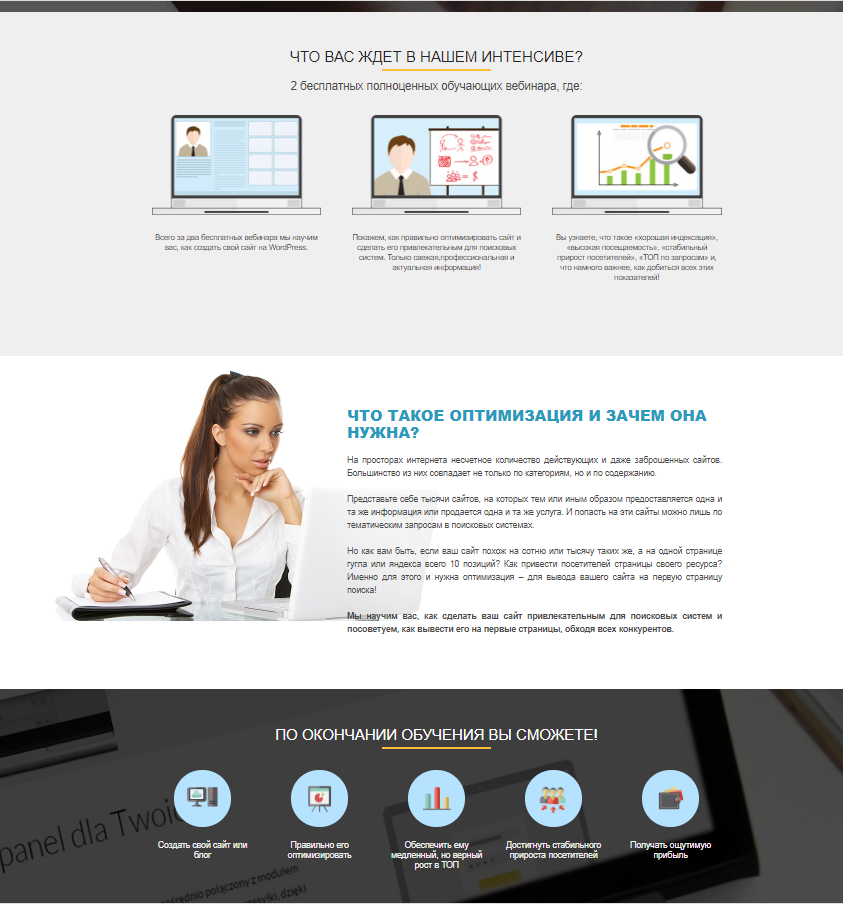 ЧТО ВАС ЖДЕТ В НАШЕМ ИНТЕНСИВЕ?
2 бесплатных полноценных обучающих вебинара, где:
Всего за два бесплатных вебинара мы научим
вас, как создать свой сайт на WordPress.
Покажем, как правильно оптимизировать сайт и
сделать его привлекательным для поисковых
систем. Только свежая,профессиональная и
актуальная информация!
Вы узнаете, что такое «хорошая индексация»,
«высокая посещаемость», «стабильный
прирост посетителей», «ТОП по запросам» и,
что намного важнее, как добиться всех этих
показателей!
ЧТО ТАКОЕ ОПТИМИЗАЦИЯ И ЗАЧЕМ ОНА
НУЖНА?
На просторах интернета несчетное количество действующих и даже заброшенных сайтов.
Большинство из них совпадает не только по категориям, но и по содержанию.
Представьте себе тысячи сайтов, на которых тем или иным образом предоставляется одна и
та же информация или продается одна и та же услуга. И попасть на эти сайты можно лишь по
тематическим запросам в поисковых системах.
Но как вам быть, если ваш сайт похож на сотню или тысячу таких же, а на одной странице
гугла или яндекса всего 10 позиций? Как привести посетителей страницы своего ресурса?
Именно для этого и нужна оптимизация – для вывода вашего сайта на первую страницу
поиска!
Мы научим вас, как сделать ваш сайт привлекательным для поисковых систем и
посоветуем, как вывести его на первые страницы, обходя всех конкурентов.
ПО ОКОНЧАНИИ ОБУЧЕНИЯ ВЫ СМОЖЕТЕ!
Создать свой сайт или
блог
Правильно его
оптимизировать
Обеспечить ему
медленный, но верный
рост в ТОП
Достигнуть стабильного
прироста посетителей
Получать ощутимую
прибыль
panel dla Twoje
połączony z modułem
dzięki